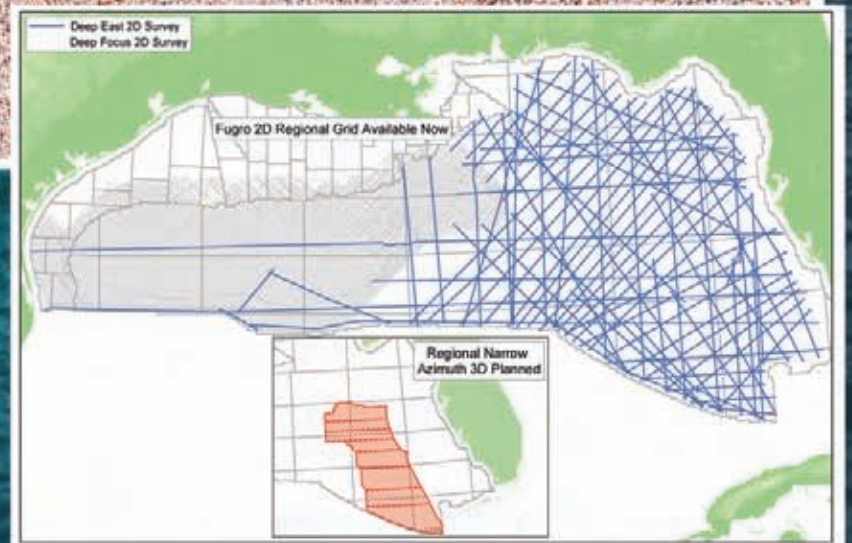 Deep East 2D Survey
Deep Focus 2D Survey
Fugro 2D Regional Grid Available Now
Regional Narrow
Azimuth 3D Planned